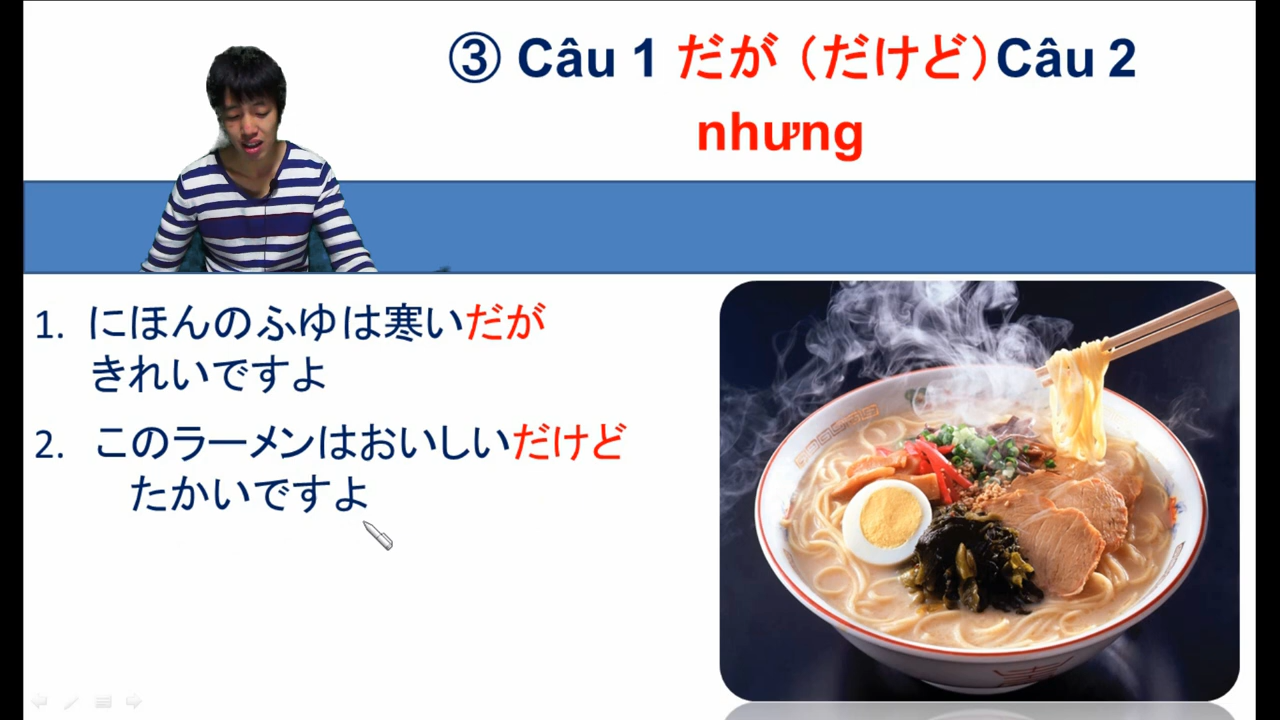 ③ Câu 1 だが（だけど）Câu 2
nhưng
1. にほんのふゆは寒いだが
きれいですよ
2. このラーメンはおいしいだけど
たかいですよ